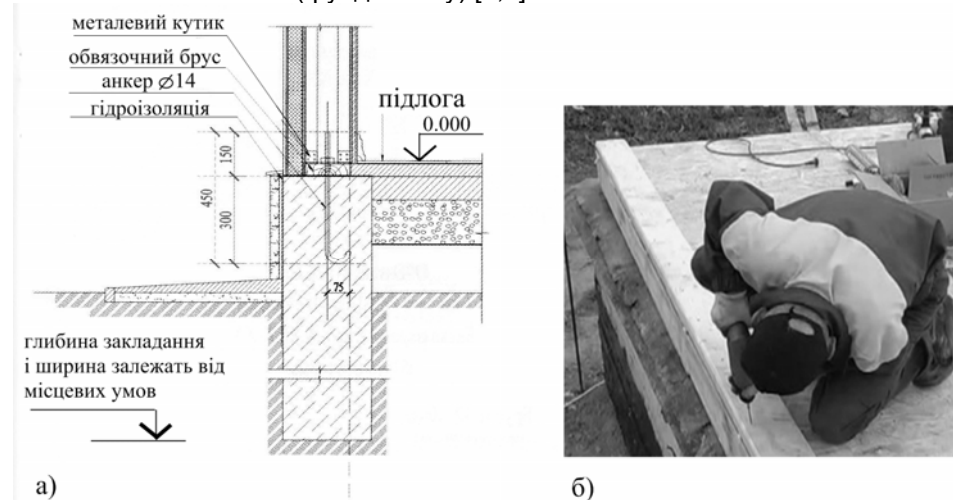 металевий кутик
обвязочний брус
анкер ⌀14
гідроізоляція
підлога
0.000
150
450
300
75
глибина закладання
і ширина залежать від
місцевих умов
а)
б)